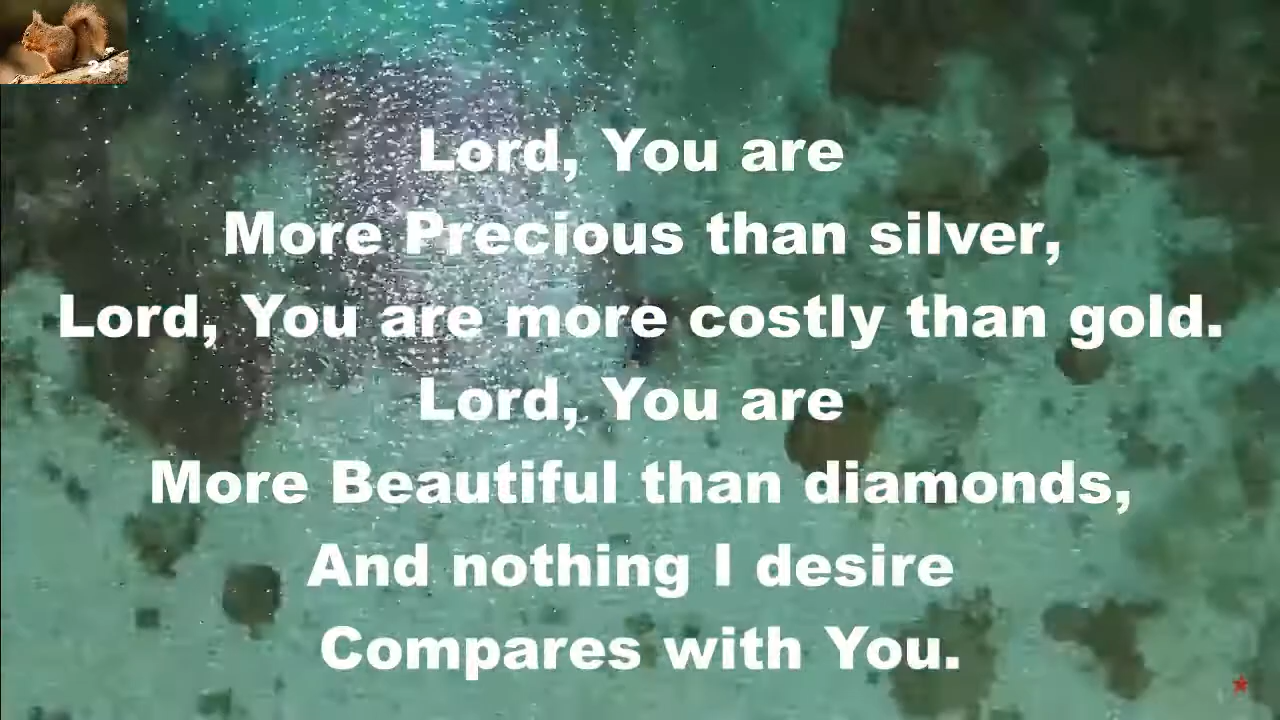 24
Lord, You are
More Precious than silver,
Lord, You are more costly than gold.
Lord, You are
More Beautiful than diamonds,
And nothing I desire
Compares with You.